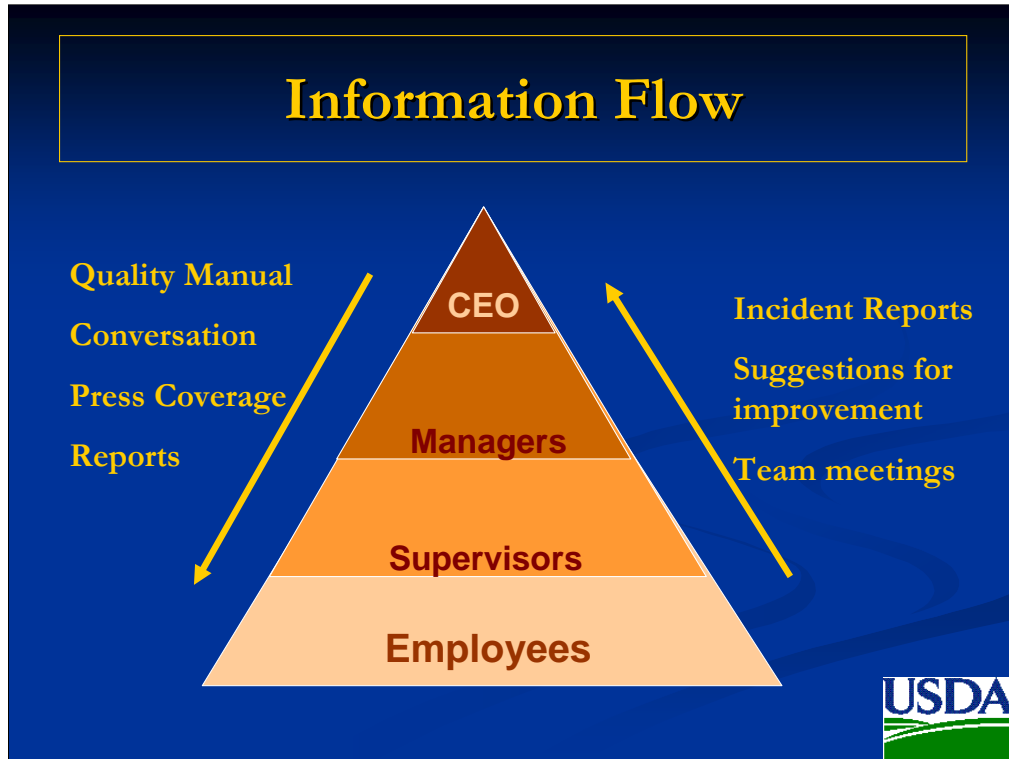 Information Flow
Quality Manual
Conversation
Press Coverage
Reports
CEO
Managers
Supervisors
Employees
Incident Reports
Suggestions for
improvement
Team meetings
USDA